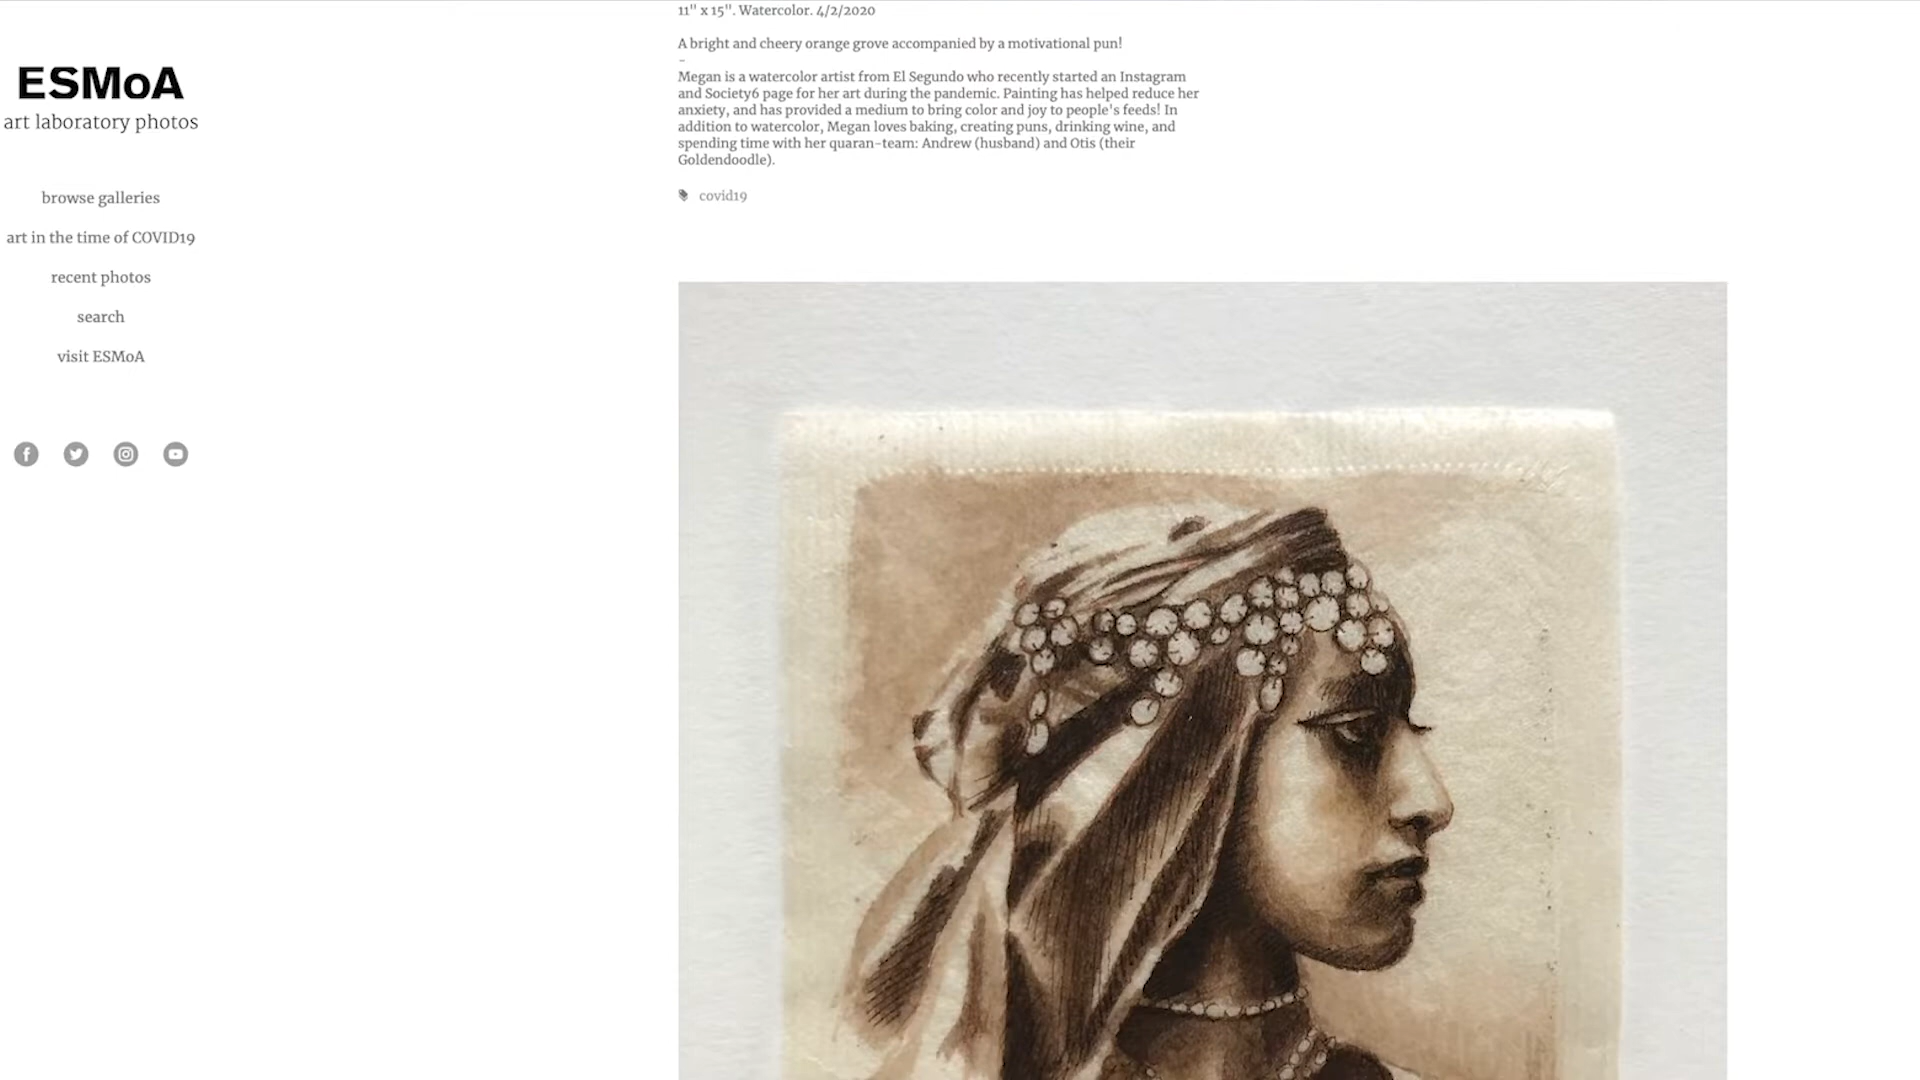 ESMoA
art laboratory photos
browse galleries
art in the time of COVID19
recent photos
search
visit ESMoA
11" x 15". Watercolor. 4/2/2020
A bright and cheery orange grove accompanied by a motivational pun!
-
Megan is a watercolor artist from El Segundo who recently started an Instagram
and Society6 page for her art during the pandemic. Painting has helped reduce her
anxiety, and has provided a medium to bring color and joy to people's feeds! In
addition to watercolor, Megan loves baking, creating puns, drinking wine, and
spending time with her quaran-team: Andrew (husband) and Otis (their
Goldendoodle).
covid19